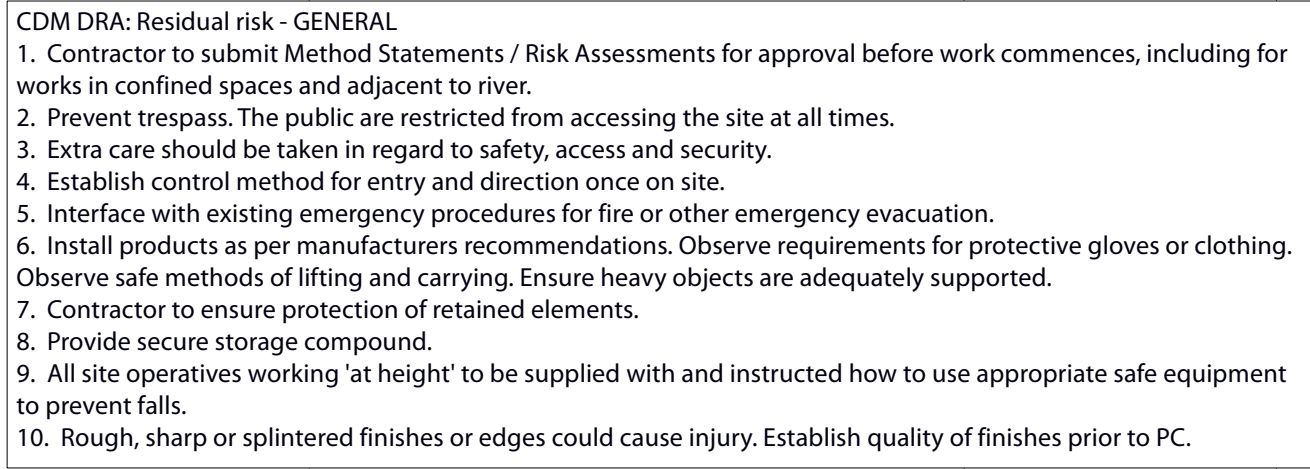 CDM DRA: Residual risk - GENERAL
1. Contractor to submit Method Statements / Risk Assessments for approval before work commences, including for
works in confined spaces and adjacent to river.
2. Prevent trespass. The public are restricted from accessing the site at all times.
3. Extra care should be taken in regard to safety, access and security.
4. Establish control method for entry and direction once on site.
5. Interface with existing emergency procedures for fire or other emergency evacuation.
6. Install products as per manufacturers recommendations. Observe requirements for protective gloves or clothing.
Observe safe methods of lifting and carrying. Ensure heavy objects are adequately supported.
7. Contractor to ensure protection of retained elements.
8. Provide secure storage compound.
9. All site operatives working 'at height' to be supplied with and instructed how to use appropriate safe equipment
to prevent falls.
10. Rough, sharp or splintered finishes or edges could cause injury. Establish quality of finishes prior to PC.